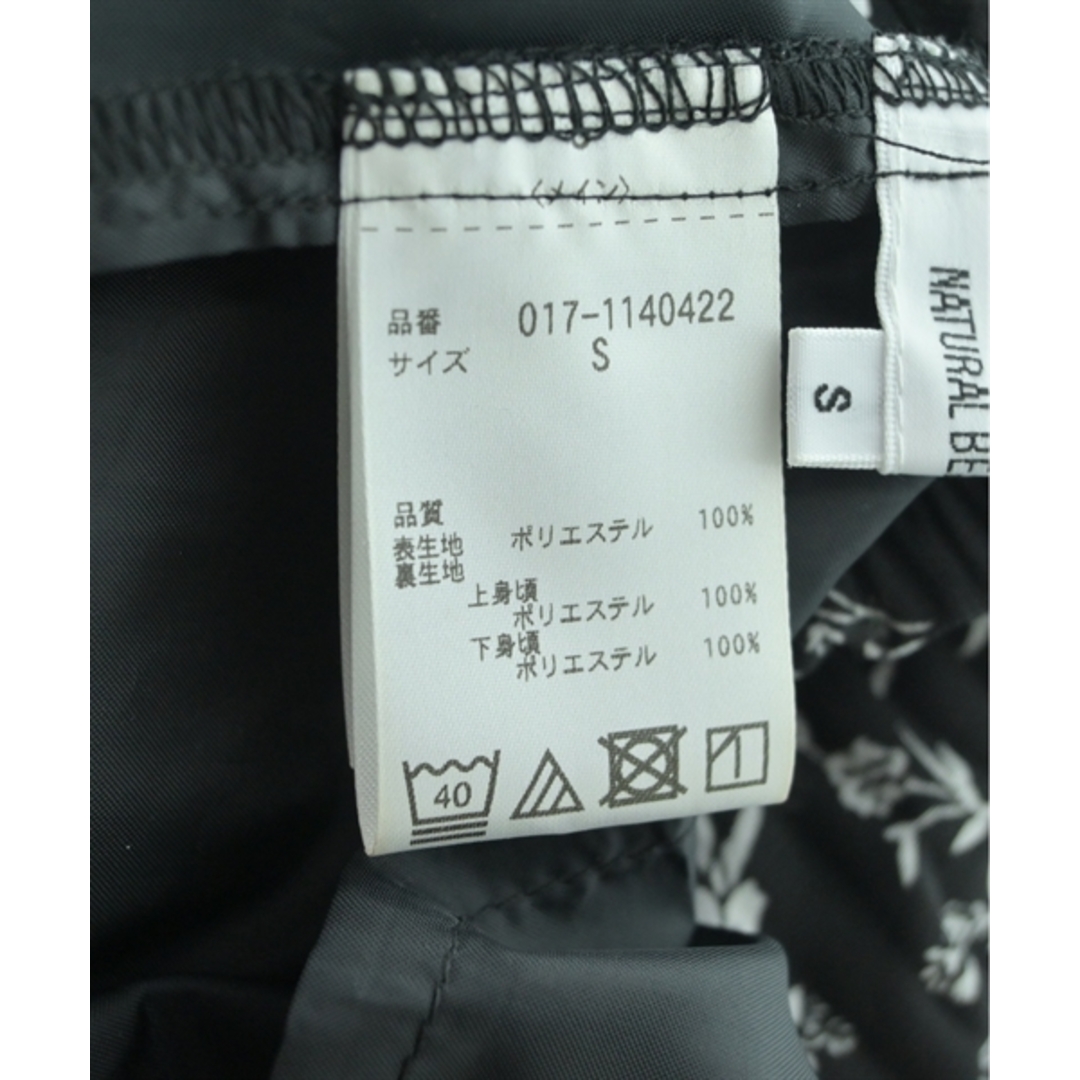 〈メイン〉
品番 017-1140422
サイズ S
品質
表生地 ポリエステル 100%
裏生地
上身頃
ポリエステル 100%
下身頃
ポリエステル 100%
40
S
NATURAL BE